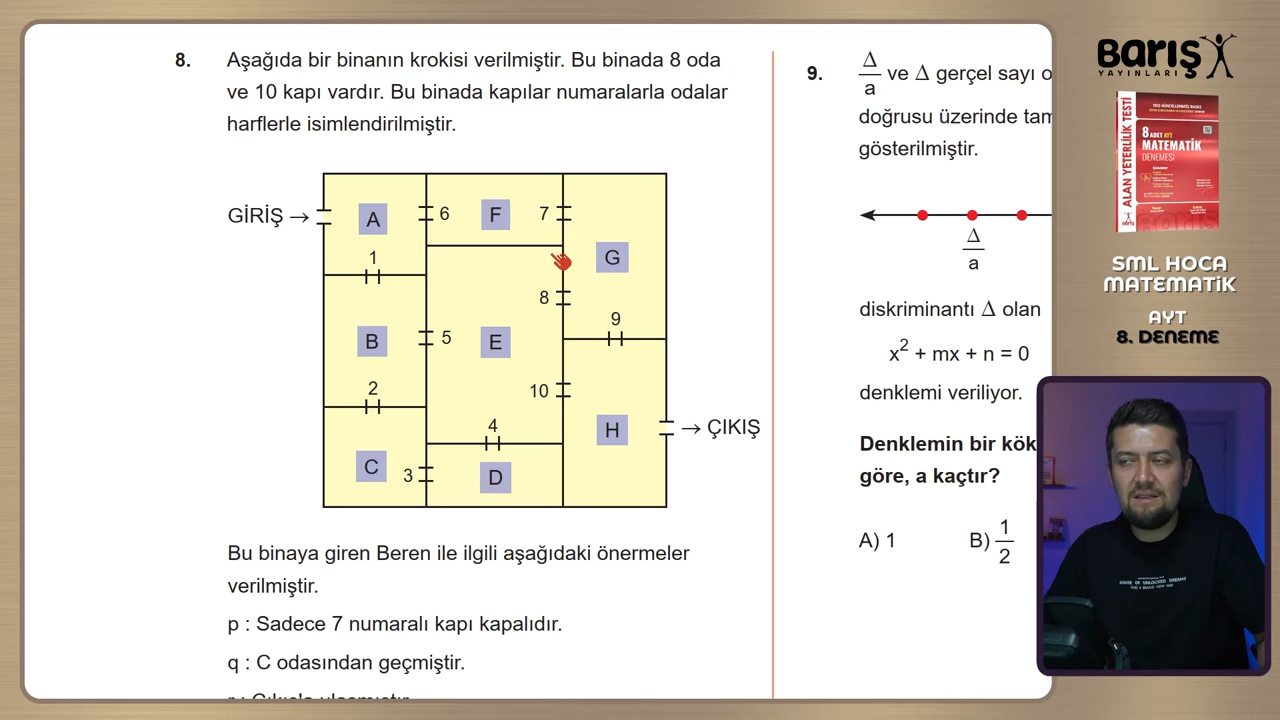 8. Aşağıda bir binanın krokisi verilmiştir. Bu binada 8 oda
ve 10 kapı vardır. Bu binada kapılar numaralarla odalar
harflerle isimlendirilmiştir.
GİRİŞ →
A
6
F
7
G
1
8
9
B
5
E
2
10
4
H
→ ÇIKIŞ
C
3
D
Bu binaya giren Beren ile ilgili aşağıdaki önermeler
verilmiştir.
p : Sadece 7 numaralı kapı kapalıdır.
q : C odasından geçmiştir.
9. Δ/a ve Δ gerçel sayı o
doğrusu üzerinde tam
gösterilmiştir.
Δ/a
diskriminantı Δ olan
x² + mx + n = 0
denklemi veriliyor.
Denklemin bir kök
göre, a kaçtır?
A) 1 B) 1/2
BARIŞ
YAYINLARI
ALAN YETERLİLİK TESTİ
8 ADET AYT
MATEMATİK
DENEMESİ
SML HOCA
MATEMATİK
AYT
8. DENEME